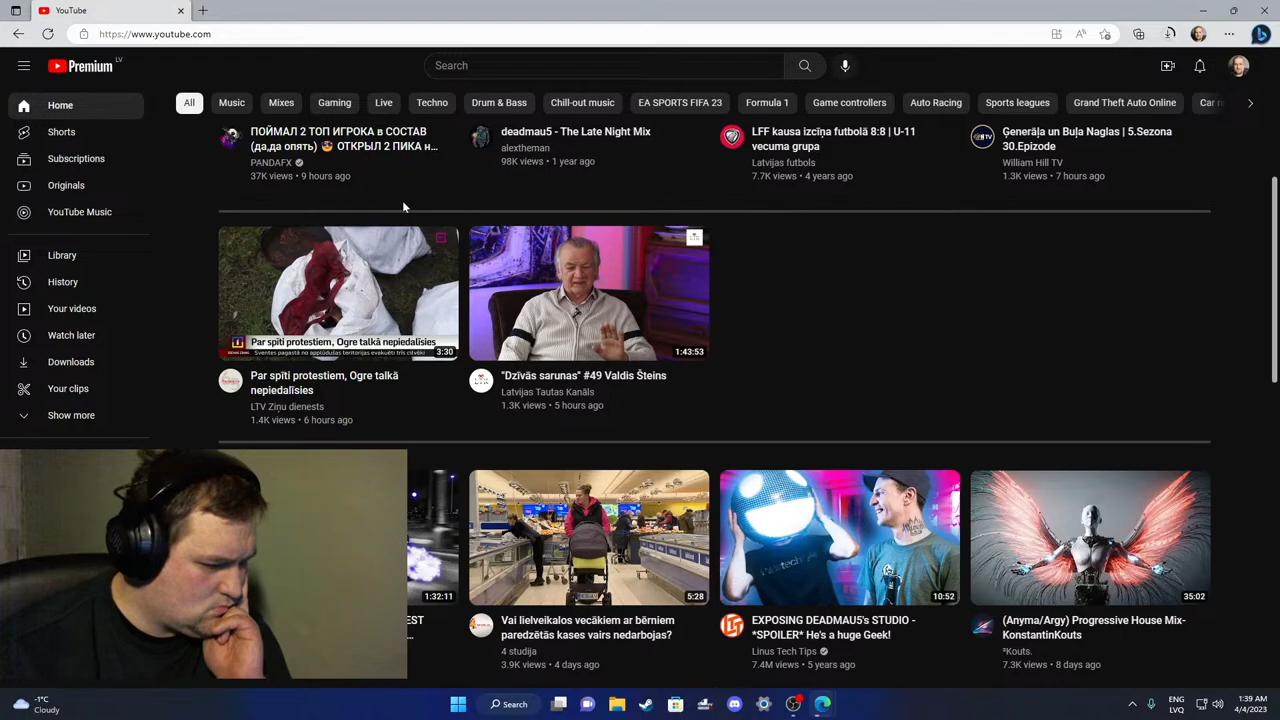 YouTube
https://www.youtube.com
Premium
LV
Search
All
Music
Mixes
Gaming
Live
Techno
Drum & Bass
Chill-out music
EA SPORTS FIFA 23
Formula 1
Game controllers
Auto Racing
Sports leagues
Grand Theft Auto Online
Home
Shorts
Subscriptions
Originals
YouTube Music
Library
History
Your videos
Watch later
Downloads
Your clips
Show more
ПОЙМАЛ 2 ТОП ИГРОКА в СОСТАВ
(да,да опять) 🤯 ОТКРЫЛ 2 ПИКА н...
PANDAFX
37K views • 9 hours ago
deadmau5 - The Late Night Mix
alextheman
98K views • 1 year ago
LFF kausa izcīņa futbolā 8:8 | U-11
vecuma grupa
Latvijas futbols
7.7K views • 4 years ago
Ģenerāļa un Buļa Naglas | 5.Sezona
30.Epizode
William Hill TV
1.3K views • 7 hours ago
Par spīti protestiem, Ogre talkā nepiedalīsies
3:30
Par spīti protestiem, Ogre talkā
nepiedalīsies
LTV Ziņu dienests
1.4K views • 6 hours ago
1:43:53
"Dzīvās sarunas" #49 Valdis Šteins
Latvijas Tautas Kanāls
1.3K views • 5 hours ago
1:32:11
EST
5:28
Vai lielveikalos vecākiem ar bērniem
paredzētās kases vairs nedarbojas?
4 studija
3.9K views • 4 days ago
10:52
EXPOSING DEADMAU5's STUDIO -
*SPOILER* He's a huge Geek!
Linus Tech Tips
7.4M views • 5 years ago
35:02
(Anyma/Argy) Progressive House Mix-
KonstantinKouts
²Kouts.
7.3K views • 8 days ago
-1°C
Cloudy
Search
ENG
LVQ
1:39 AM
4/4/2023